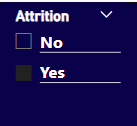 Attrition
No
Yes